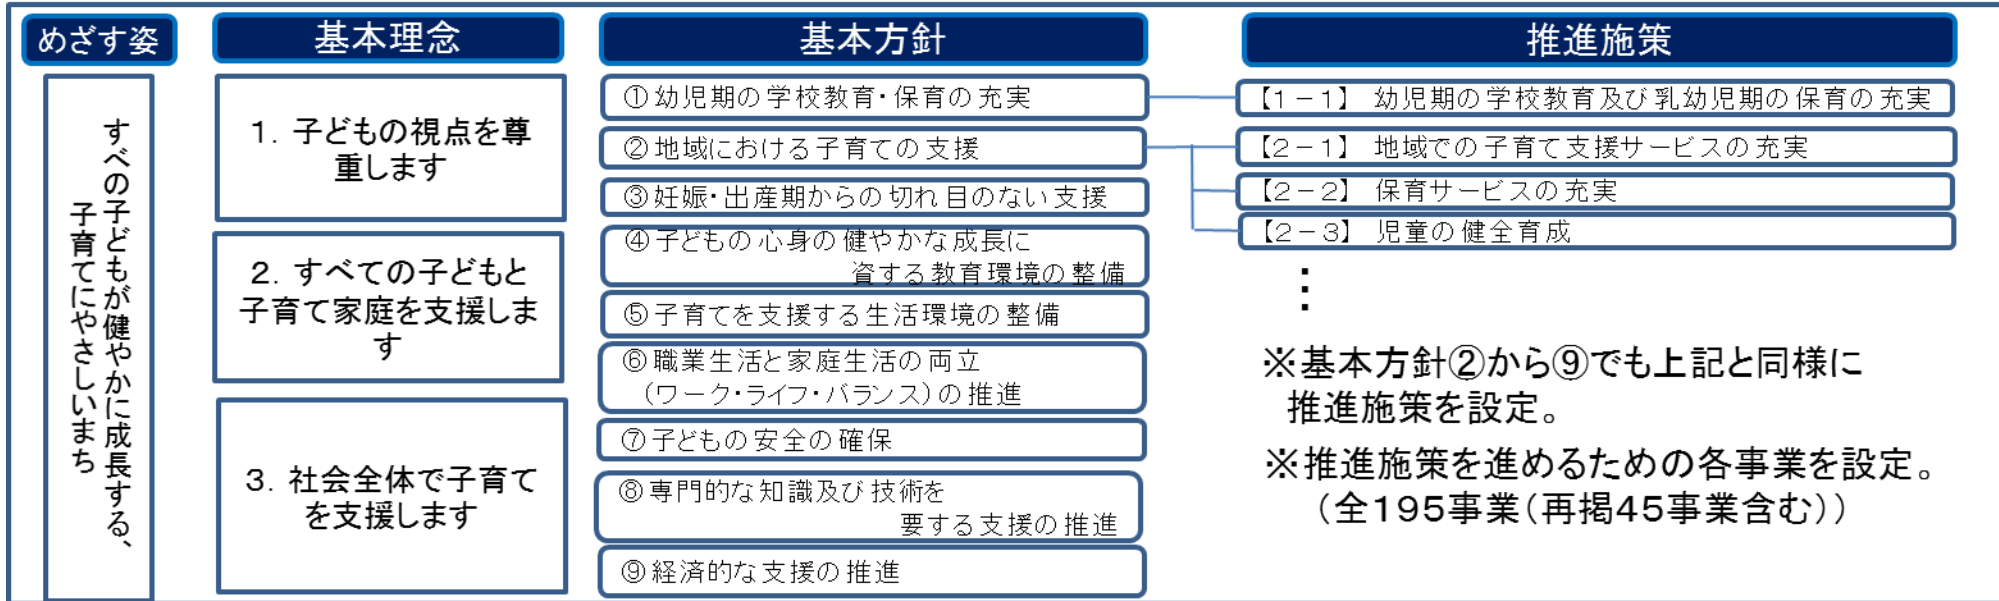 めざす姿
すべの子どもが健やかに成長する、
子育てにやさしいまち
基本理念
1. 子どもの視点を尊
重します
2. すべての子どもと
子育て家庭を支援しま
す
3. 社会全体で子育て
を支援します
基本方針
①幼児期の学校教育・保育の充実
②地域における子育ての支援
③妊娠・出産期からの切れ目のない支援
④子どもの心身の健やかな成長に
資する教育環境の整備
⑤子育てを支援する生活環境の整備
⑥職業生活と家庭生活の両立
(ワーク・ライフ・バランス)の推進
⑦子どもの安全の確保
⑧専門的な知識及び技術を
要する支援の推進
⑨経済的な支援の推進
推進施策
【1-1】 幼児期の学校教育及び乳幼児期の保育の充実
【2-1】 地域での子育て支援サービスの充実
【2-2】 保育サービスの充実
【2-3】 児童の健全育成
※基本方針②から⑨でも上記と同様に
推進施策を設定。
※推進施策を進めるための各事業を設定。
(全195事業(再掲45事業含む))